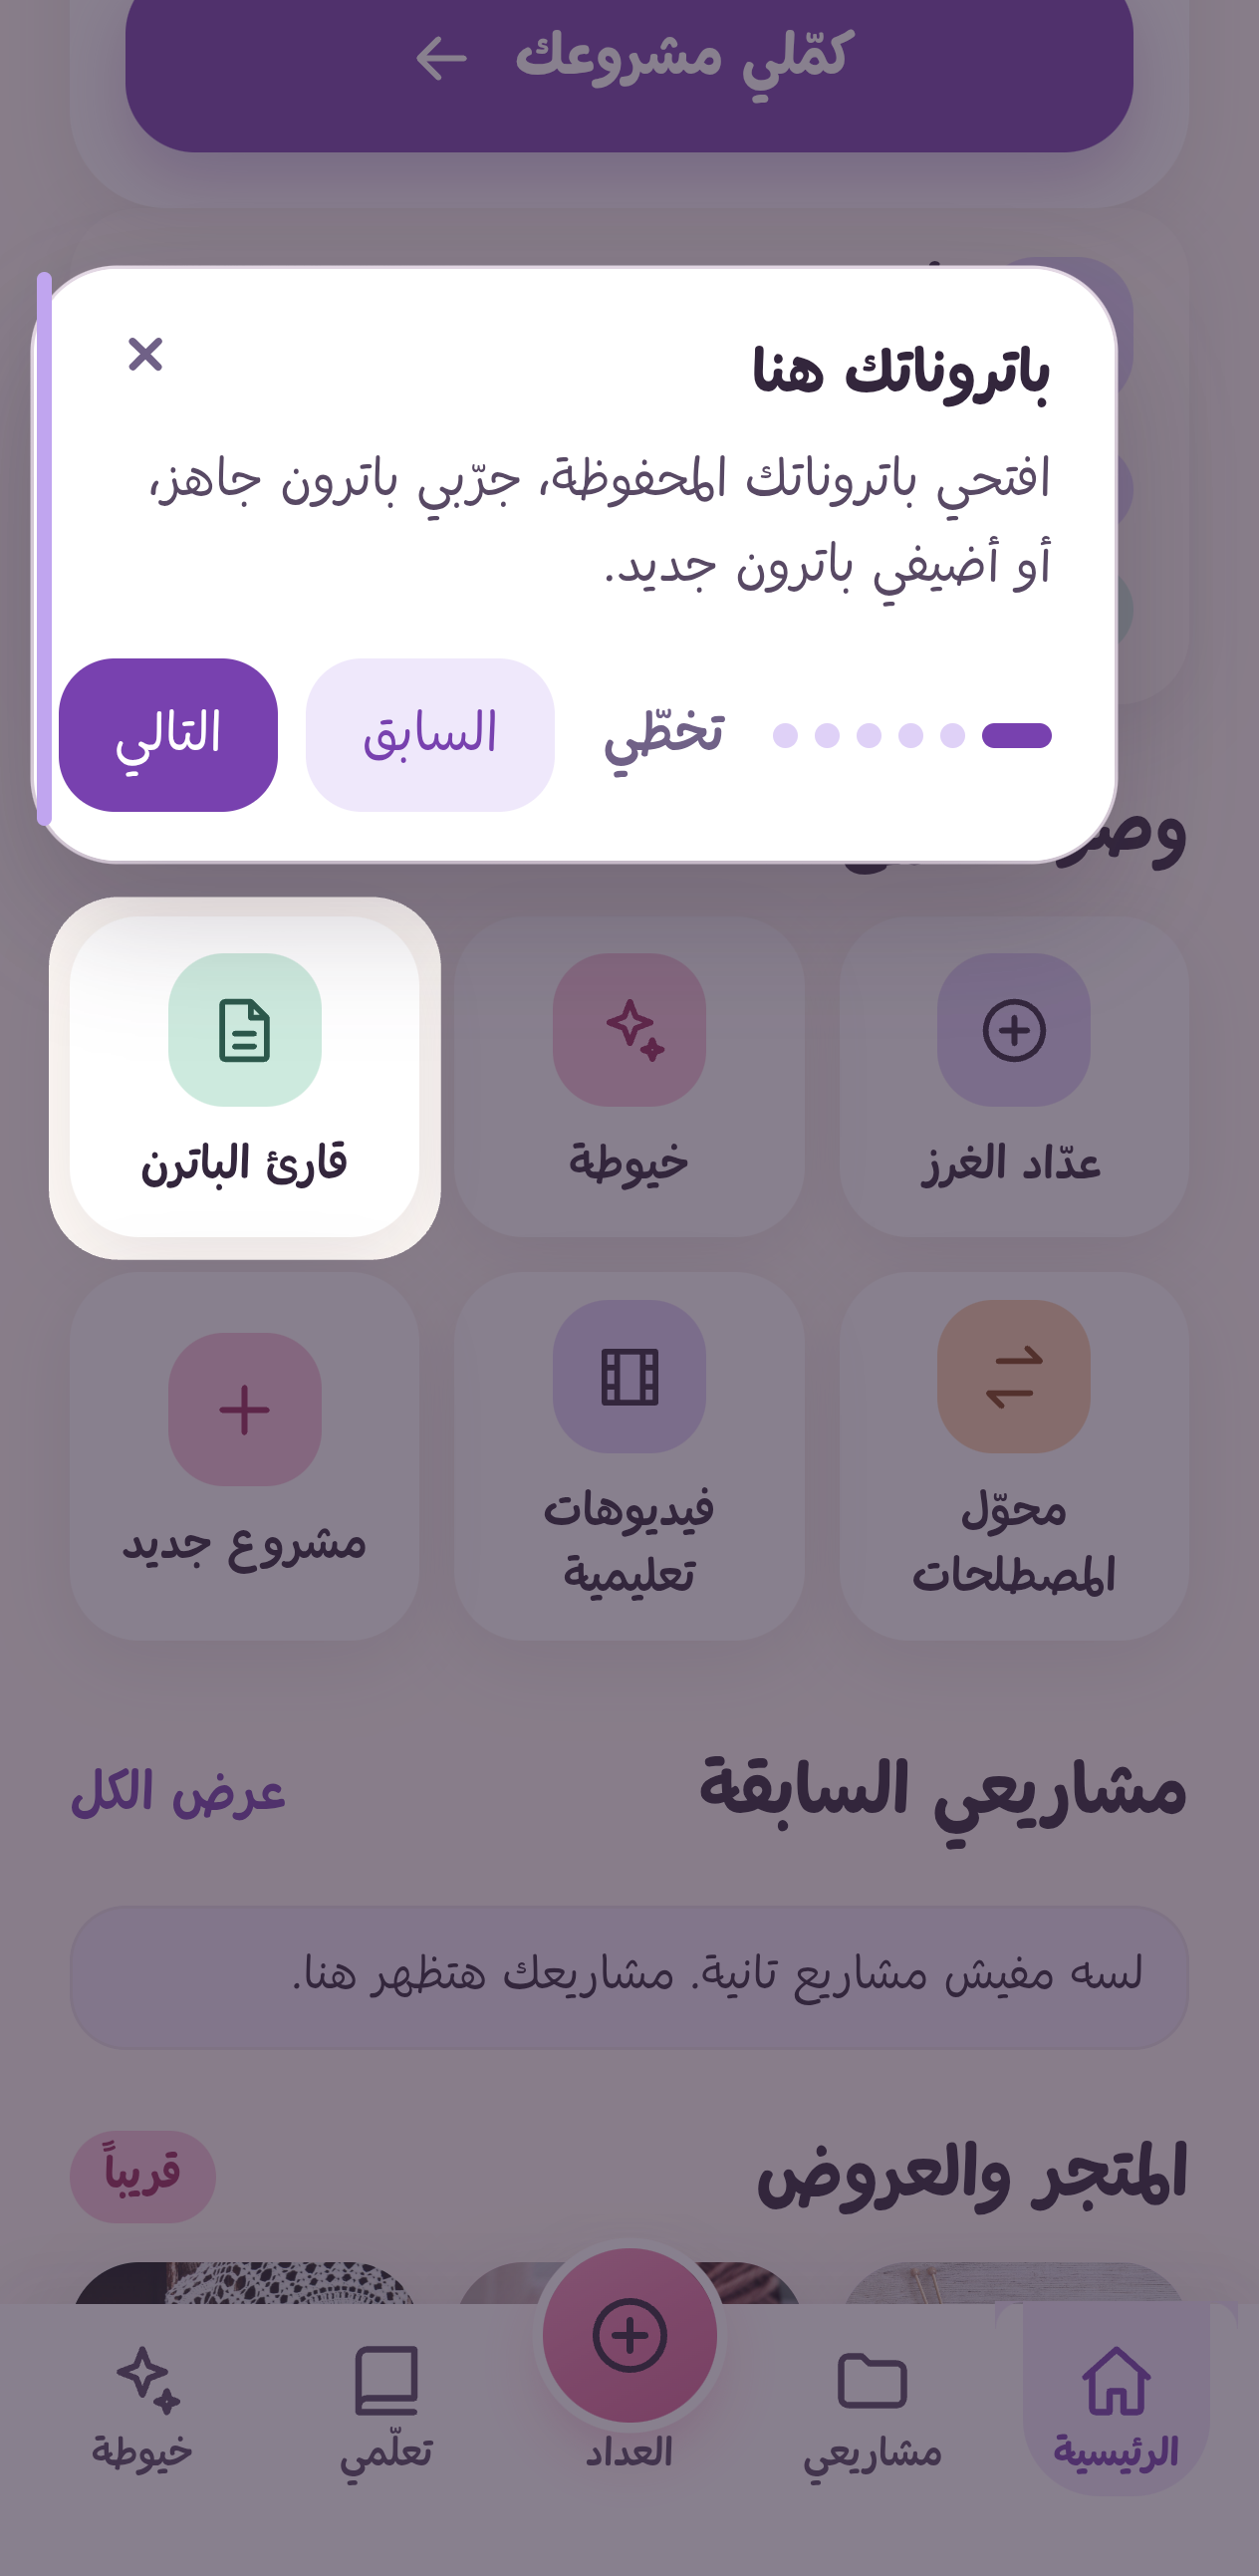 كمّلي مشروعك
باتروناتك هنا
افتحي باتروناتك المحفوظة، جرّبي باترون جاهز،
أو أضيفي باترون جديد.
تخطّي
السابق
التالي
عدّاد الغرز
خيوطة
قارئ الباترن
محوّل المصطلحات
فيديوهات تعليمية
مشروع جديد
مشاريعي السابقة
عرض الكل
لسه مفيش مشاريع تانية. مشاريعك هتظهر هنا.
المتجر والعروض
قريباً
الرئيسية
مشاريعي
العداد
تعلّمي
خيوطة